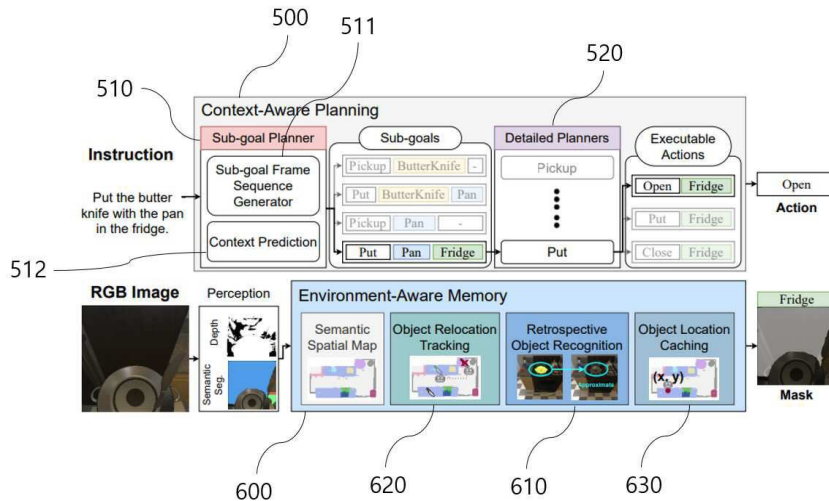 500
511
520
510
Context-Aware Planning
Sub-goal Planner
Sub-goals
Detailed Planners
Executable
Actions
Instruction
Put the butter
knife with the pan
in the fridge.
Sub-goal Frame
Sequence
Generator
Context Prediction
Pickup ButterKnife -
Put ButterKnife Pan
Pickup Pan -
Put Pan Fridge
Pickup
Put
Open Fridge
Put Fridge
Close Fridge
Open
Action
512
RGB Image
Perception
Depth
Semantic
Seg.
Environment-Aware Memory
Semantic
Spatial Map
Object Relocation
Tracking
Retrospective
Object Recognition
Approximate
Object Location
Caching
(x, y)
Fridge
Mask
600
620
610
630